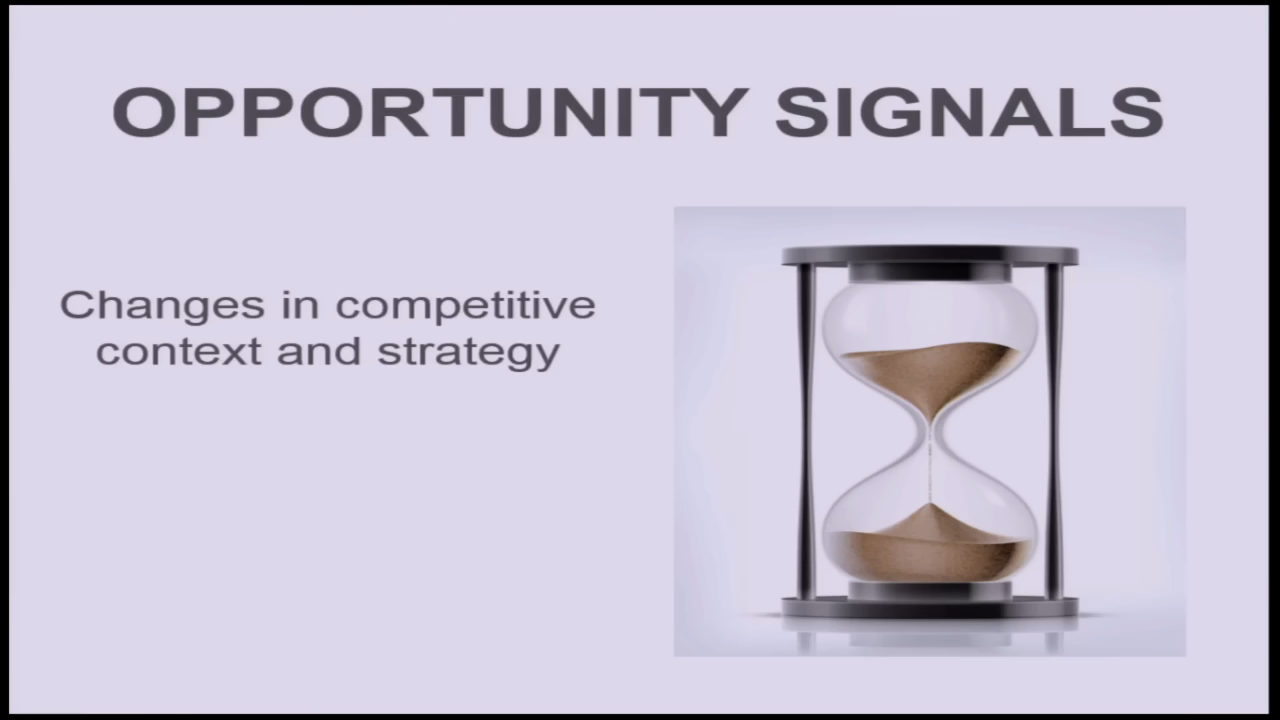 OPPORTUNITY SIGNALS
Changes in competitive
context and strategy